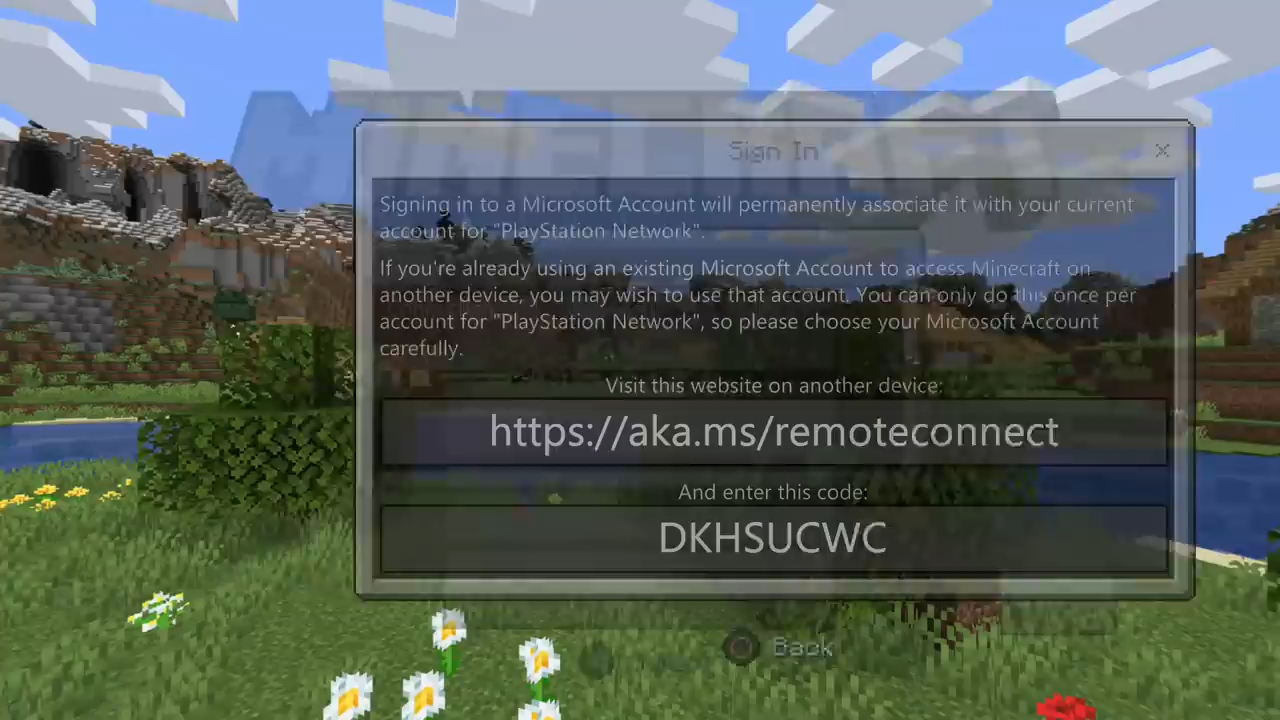 Sign In
Signing in to a Microsoft Account will permanently associate it with your current
account for "PlayStation Network".
If you're already using an existing Microsoft Account to access Minecraft on
another device, you may wish to use that account. You can only do this once per
account for "PlayStation Network", so please choose your Microsoft Account
carefully.
Visit this website on another device:
https://aka.ms/remoteconnect
And enter this code:
DKHSUCWC
Back